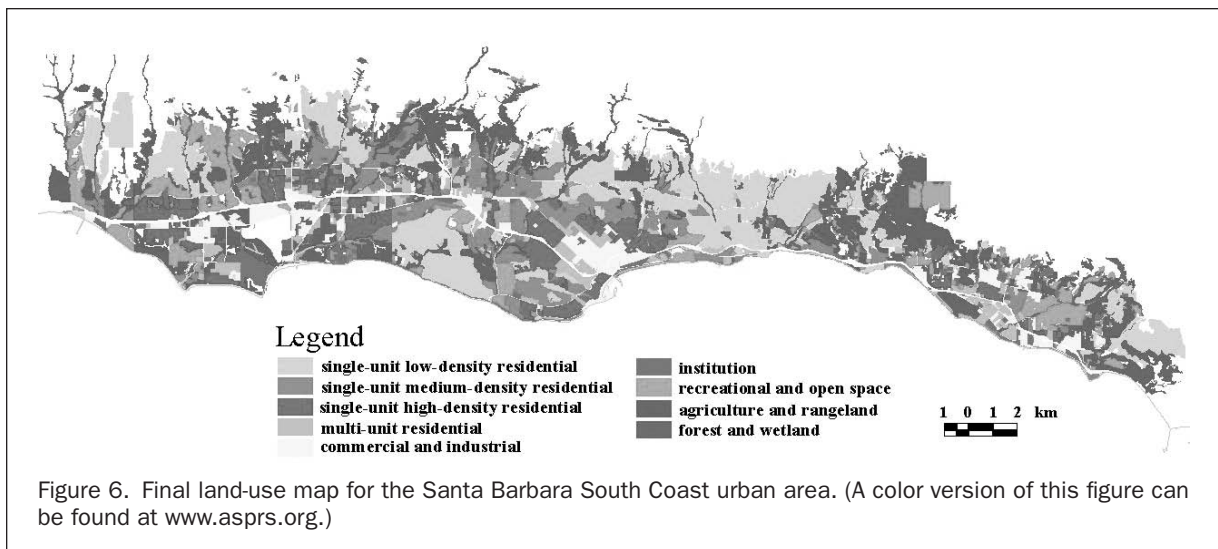 Legend
single-unit low-density residential
single-unit medium-density residential
single-unit high-density residential
multi-unit residential
commercial and industrial
institution
recreational and open space
agriculture and rangeland
forest and wetland
1 0 1 2 km
Figure 6. Final land-use map for the Santa Barbara South Coast urban area. (A color version of this figure can
be found at www.asprs.org.)